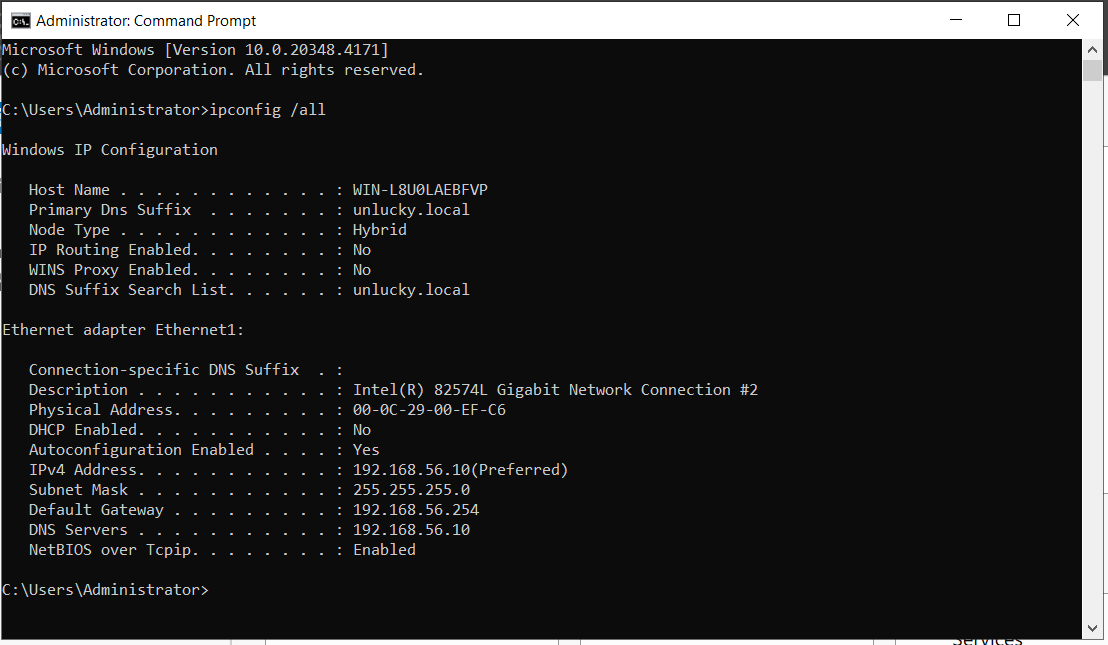 Administrator: Command Prompt
Microsoft Windows [Version 10.0.20348.4171]
(c) Microsoft Corporation. All rights reserved.
C:\Users\Administrator>ipconfig /all
Windows IP Configuration
Host Name . . . . . . . . . . . . : WIN-L8U0LAEBFVP
Primary Dns Suffix  . . . . . . . : unlucky.local
Node Type . . . . . . . . . . . . : Hybrid
IP Routing Enabled. . . . . . . . : No
WINS Proxy Enabled. . . . . . . . : No
DNS Suffix Search List. . . . . . : unlucky.local
Ethernet adapter Ethernet1:
Connection-specific DNS Suffix  . :
Description . . . . . . . . . . . : Intel(R) 82574L Gigabit Network Connection #2
Physical Address. . . . . . . . . : 00-0C-29-00-EF-C6
DHCP Enabled. . . . . . . . . . . : No
Autoconfiguration Enabled . . . . : Yes
IPv4 Address. . . . . . . . . . . : 192.168.56.10(Preferred)
Subnet Mask . . . . . . . . . . . : 255.255.255.0
Default Gateway . . . . . . . . . : 192.168.56.254
DNS Servers . . . . . . . . . . . : 192.168.56.10
NetBIOS over Tcpip. . . . . . . . : Enabled
C:\Users\Administrator>
Services